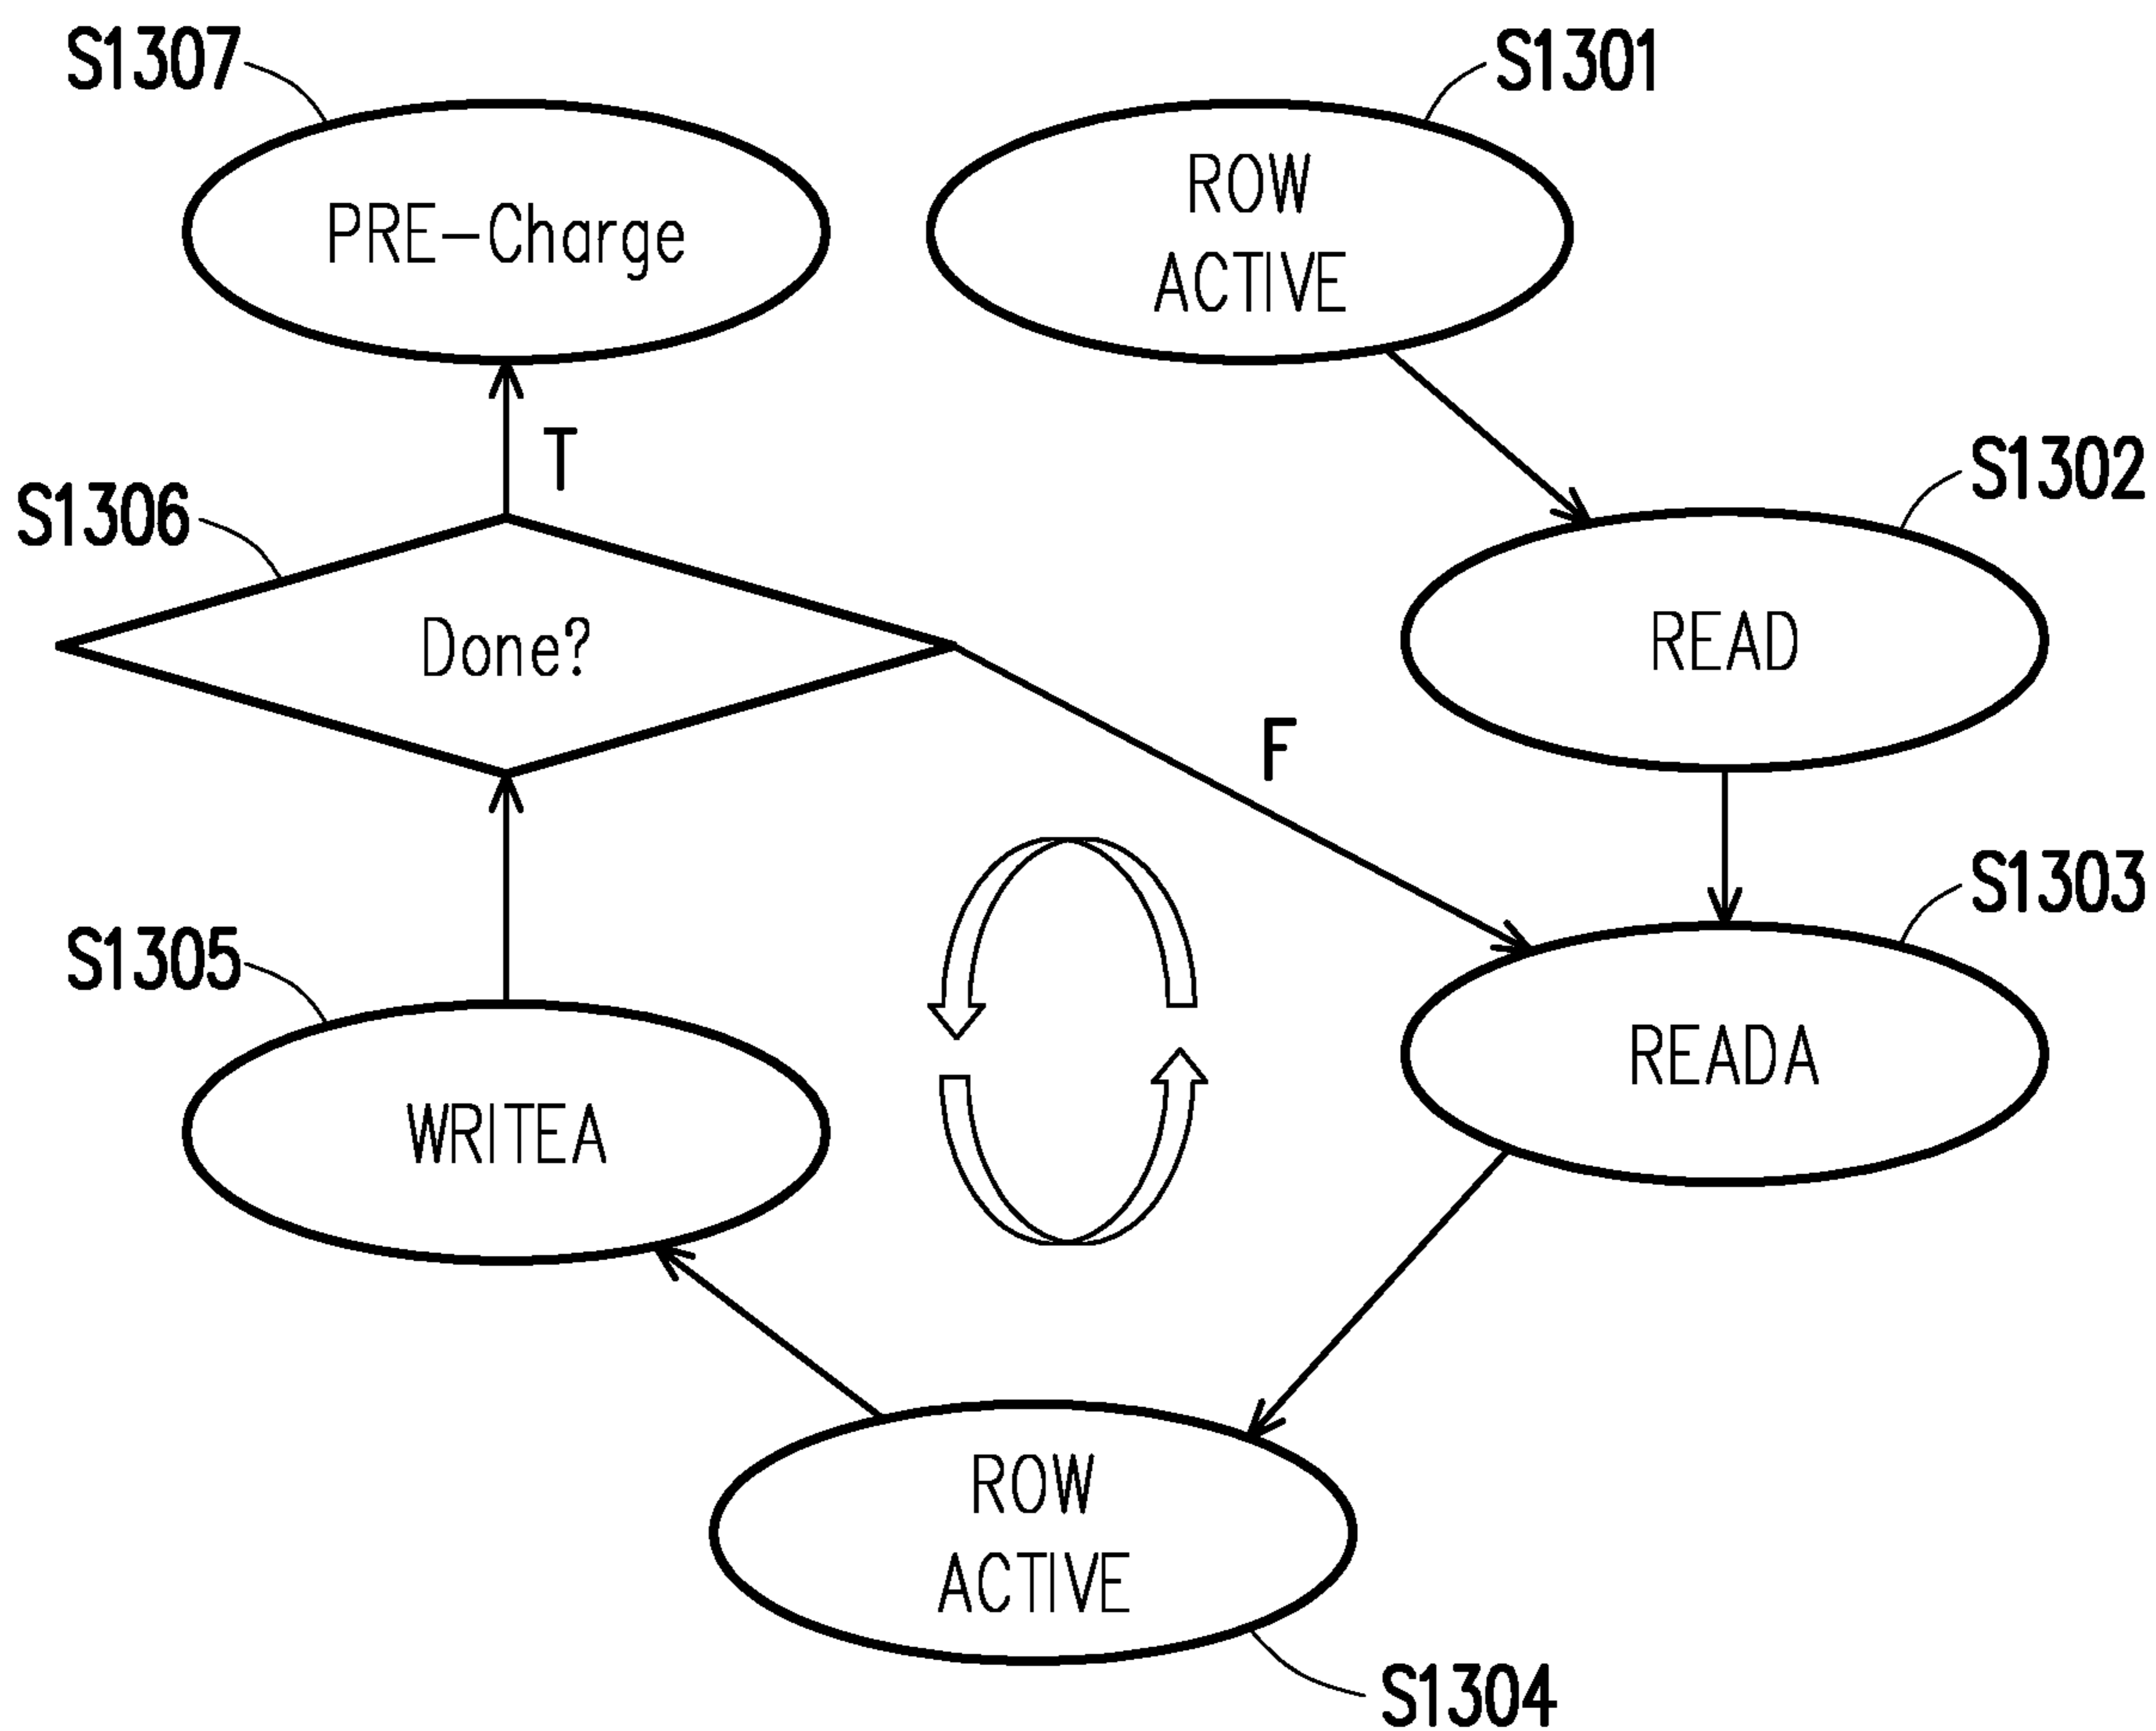 S1307
S1301
PRE-Charge
ROW
ACTIVE
T
S1306
S1302
Done?
READ
F
S1303
S1305
READA
WRITEA
ROW
ACTIVE
S1304